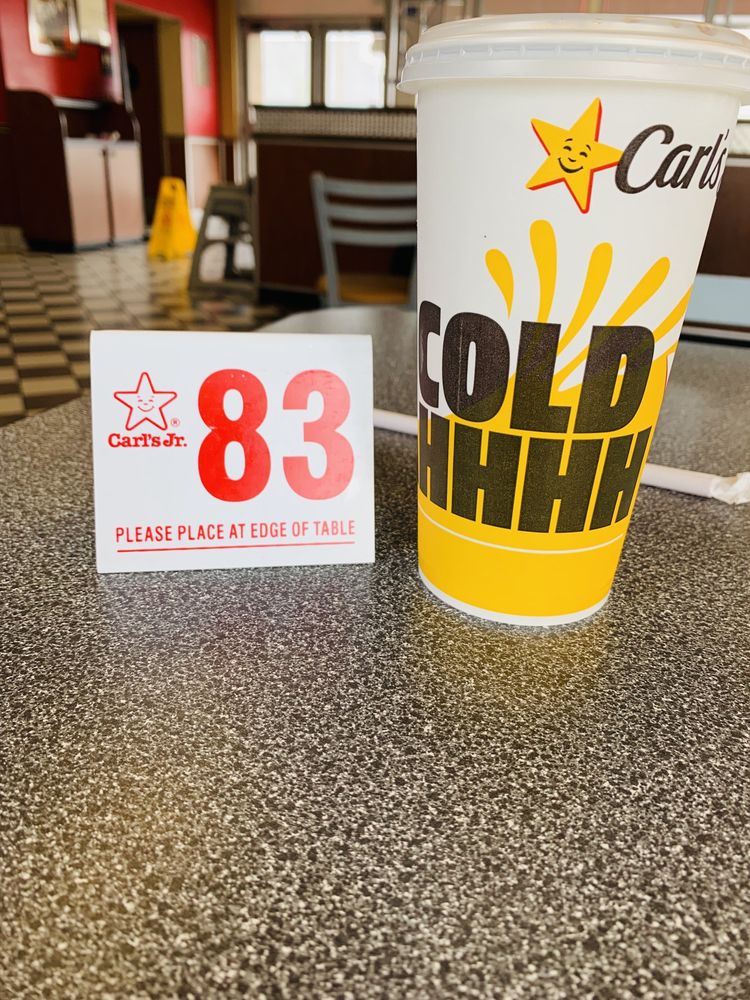 Carl's Jr.®
83
PLEASE PLACE AT EDGE OF TABLE
Carl's
COLD
HHHH